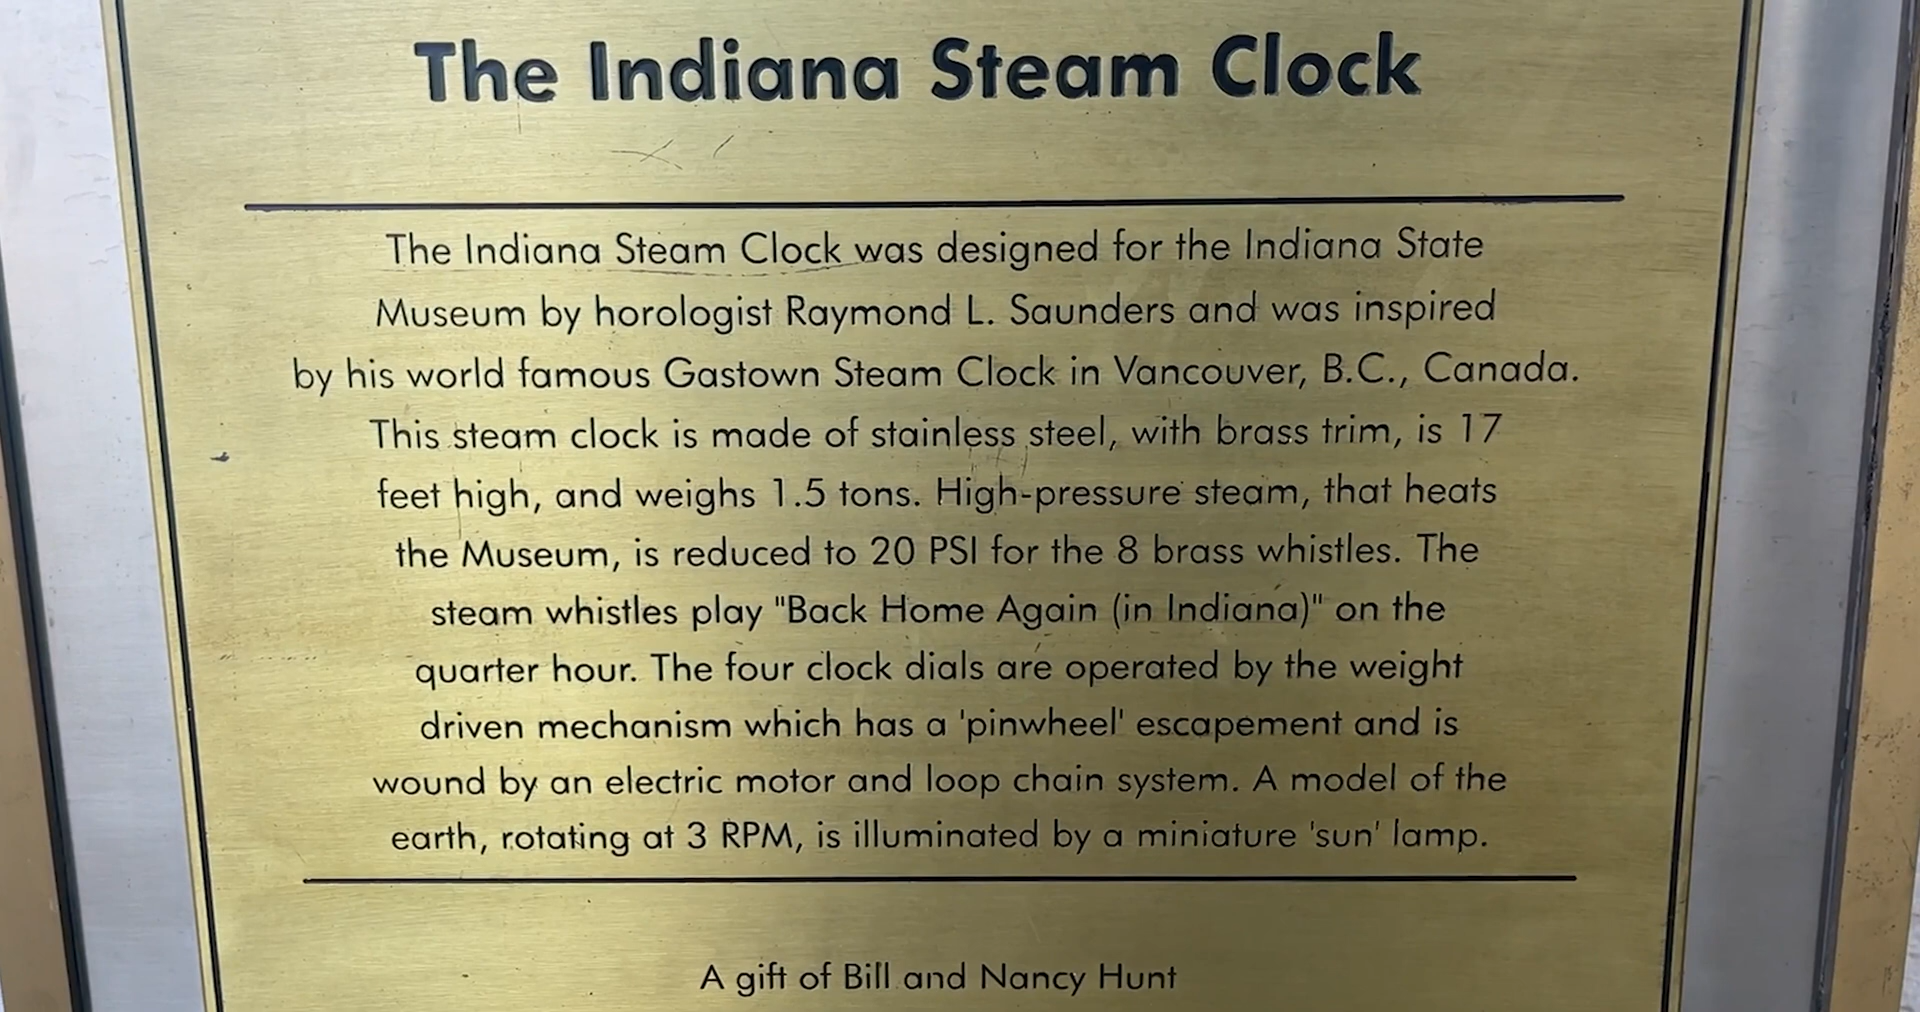 The Indiana Steam Clock
The Indiana Steam Clock was designed for the Indiana State
Museum by horologist Raymond L. Saunders and was inspired
by his world famous Gastown Steam Clock in Vancouver, B.C., Canada.
This steam clock is made of stainless steel, with brass trim, is 17
feet high, and weighs 1.5 tons. High-pressure steam, that heats
the Museum, is reduced to 20 PSI for the 8 brass whistles. The
steam whistles play "Back Home Again (in Indiana)" on the
quarter hour. The four clock dials are operated by the weight
driven mechanism which has a 'pinwheel' escapement and is
wound by an electric motor and loop chain system. A model of the
earth, rotating at 3 RPM, is illuminated by a miniature 'sun' lamp.
A gift of Bill and Nancy Hunt